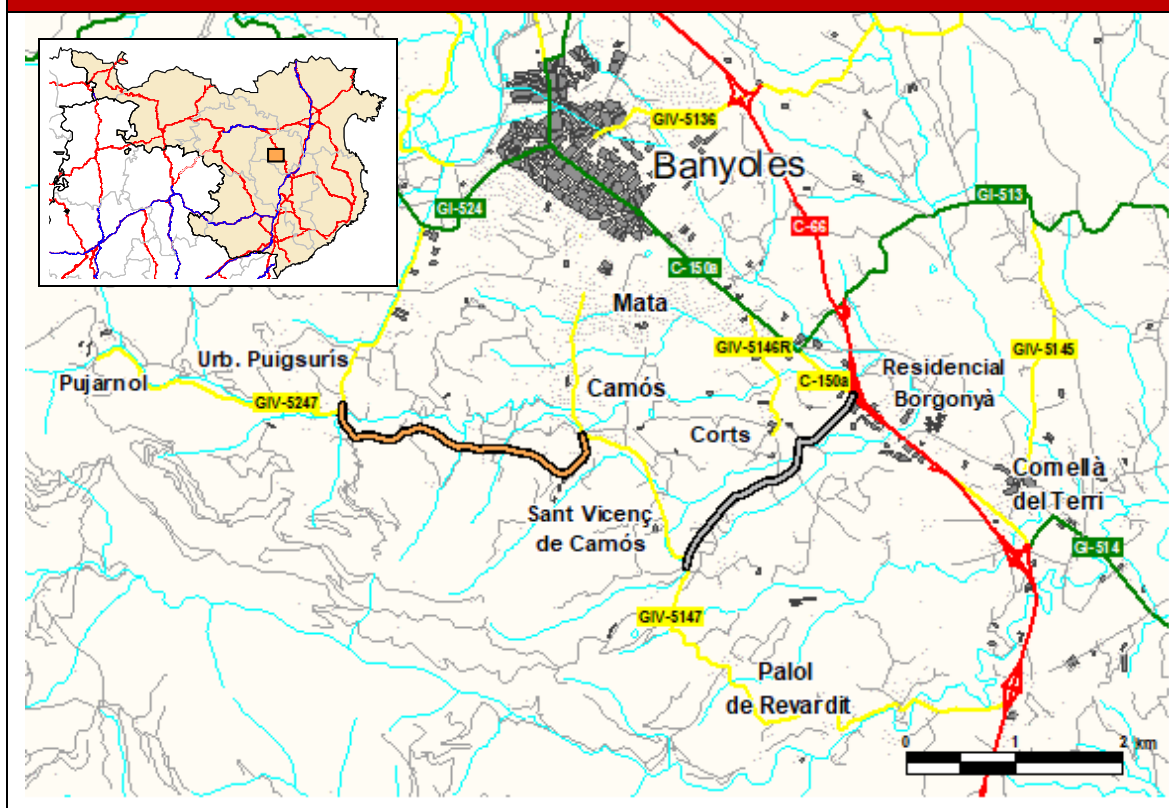 GIV-5136
Banyoles
GI-524
GI-513
C-66
C-150a
Mata
GIV-5146R
GIV-5145
Urb. Puigsurís
Pujarnol
Residencial
Borgonyà
C-150a
Camós
GIV-5247
Corts
Cornellà
del Terri
Sant Vicenç
de Camós
GI-514
GIV-5147
Palol
de Revardit
0 1 2 km